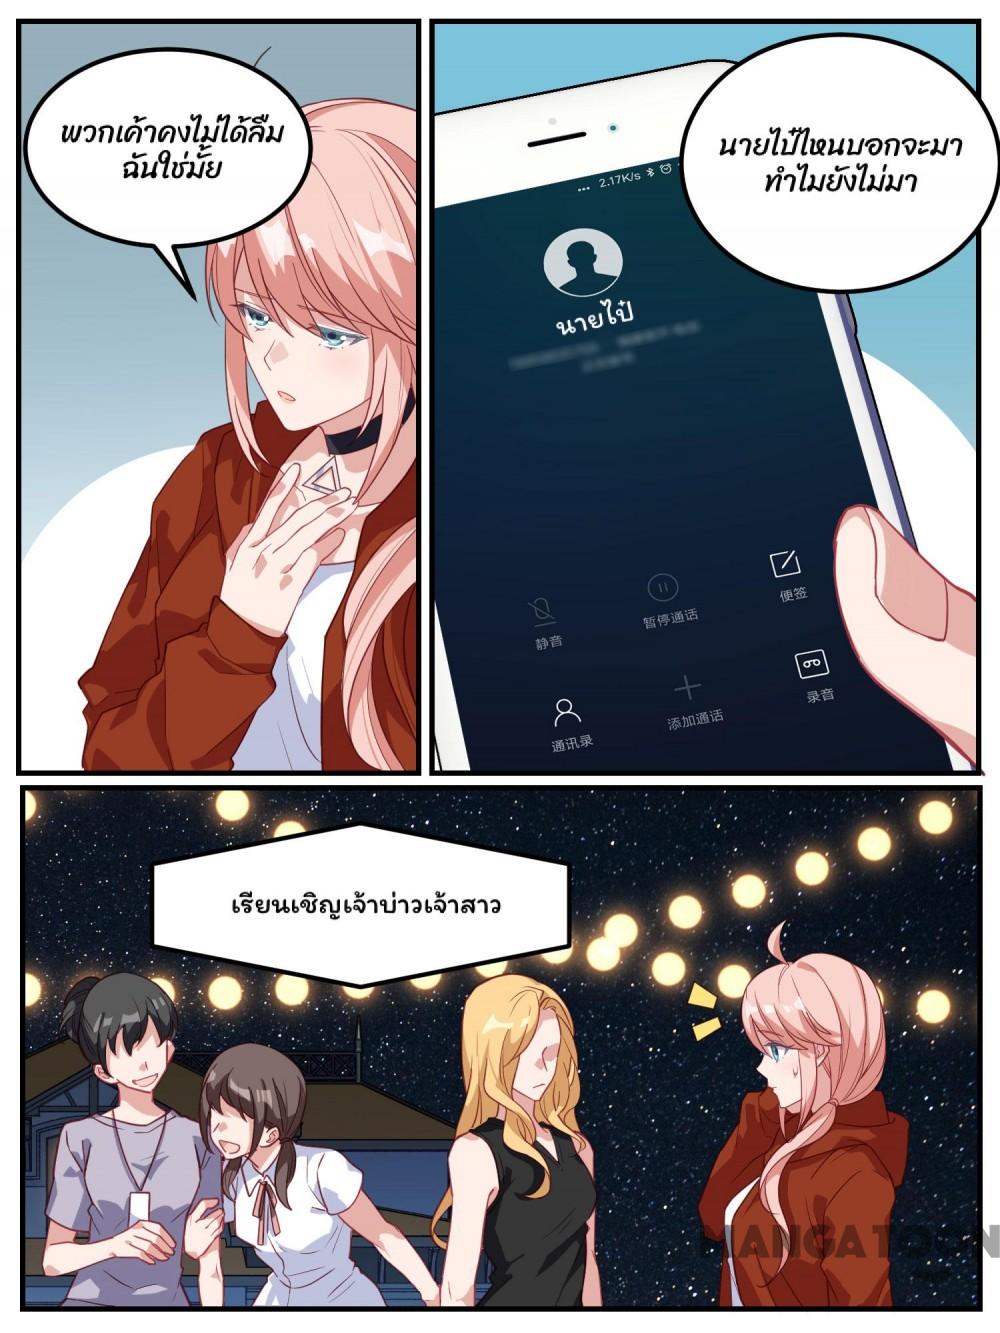 พวกเค้าคงไม่ได้ลืม
ฉันใช่มั้ย
นายไป๋ไหนบอกจะมา
ทำไมยังไม่มา
... 2.17K/s
นายไป๋
静音
暂停通话
便签
通讯录
添加通话
录音
เรียนเชิญเจ้าบ่าวเจ้าสาว
MANGATOON